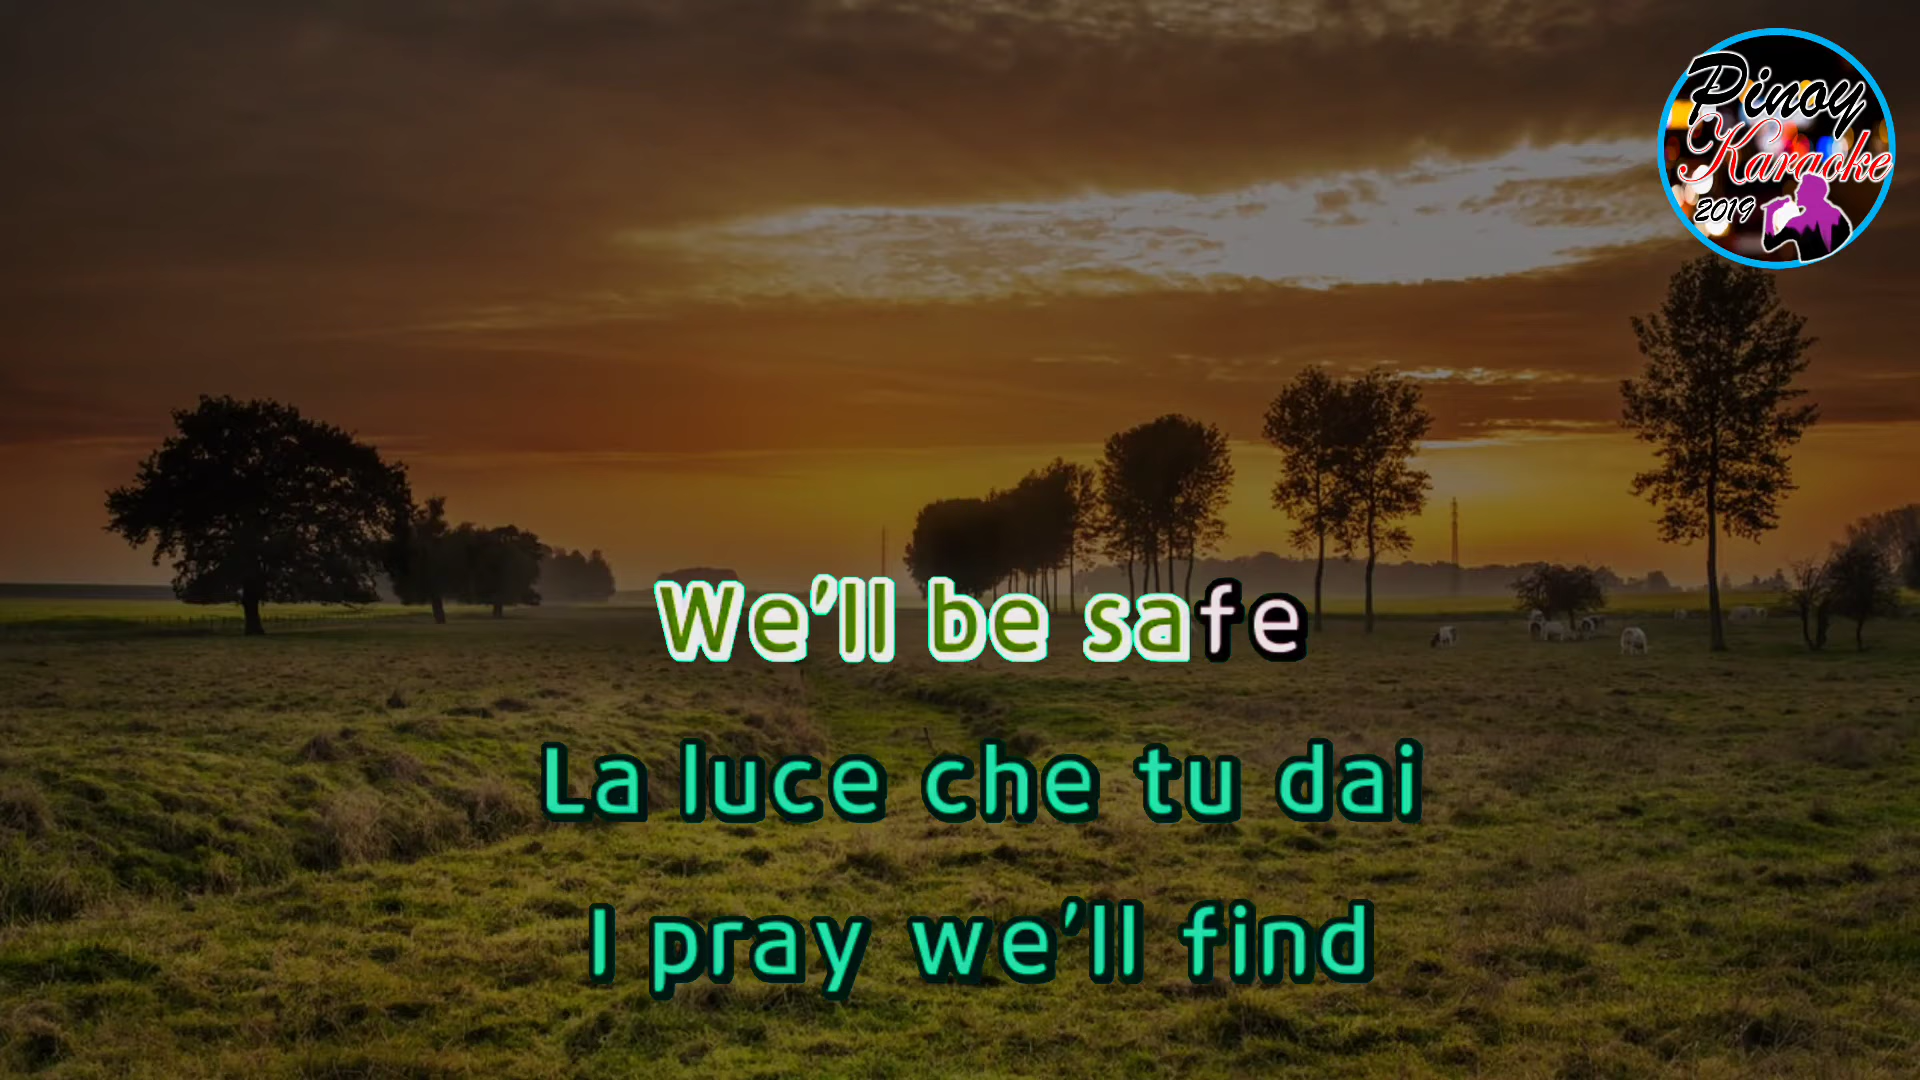 Pinoy
Karaoke
2019
We'll be safe
La luce che tu dai
I pray we'll find